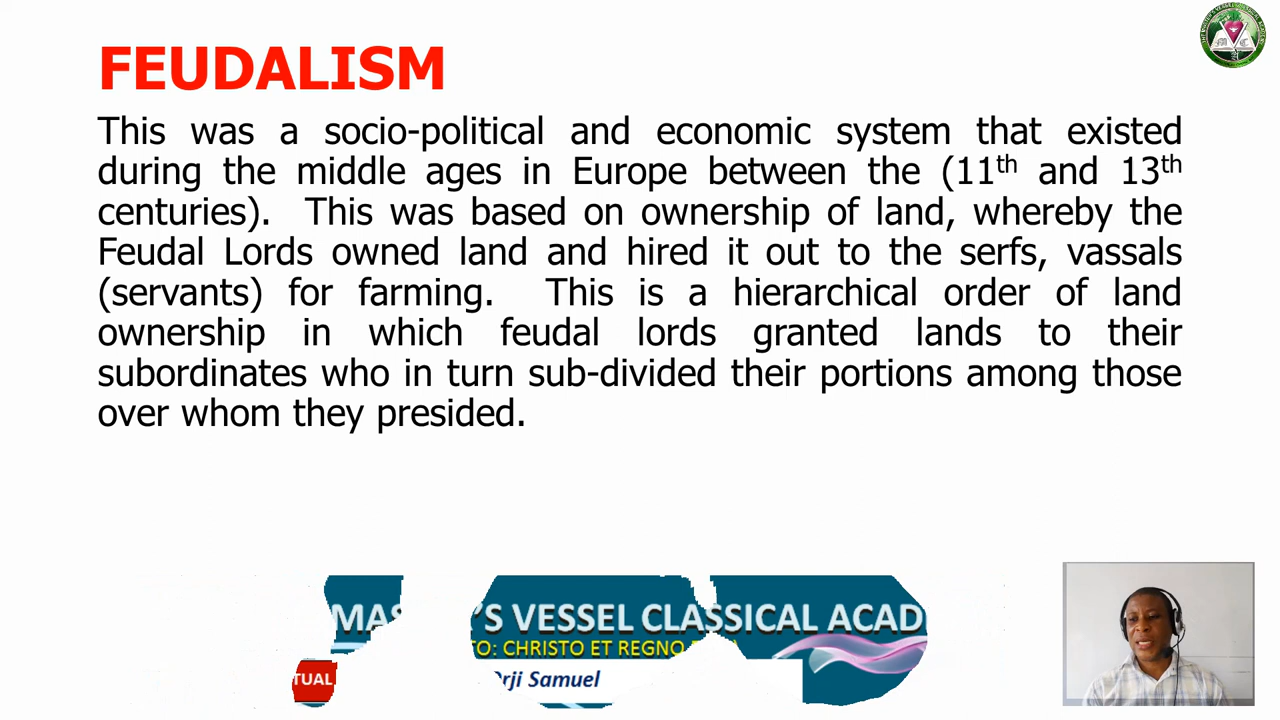 FEUDALISM
This was a socio-political and economic system that existed
during the middle ages in Europe between the (11th and 13th
centuries). This was based on ownership of land, whereby the
Feudal Lords owned land and hired it out to the serfs, vassals
(servants) for farming. This is a hierarchical order of land
ownership in which feudal lords granted lands to their
subordinates who in turn sub-divided their portions among those
over whom they presided.
'S VESSEL CLASSICAL ACAD
O: CHRISTO ET REGNO
TUAL
Orji Samuel